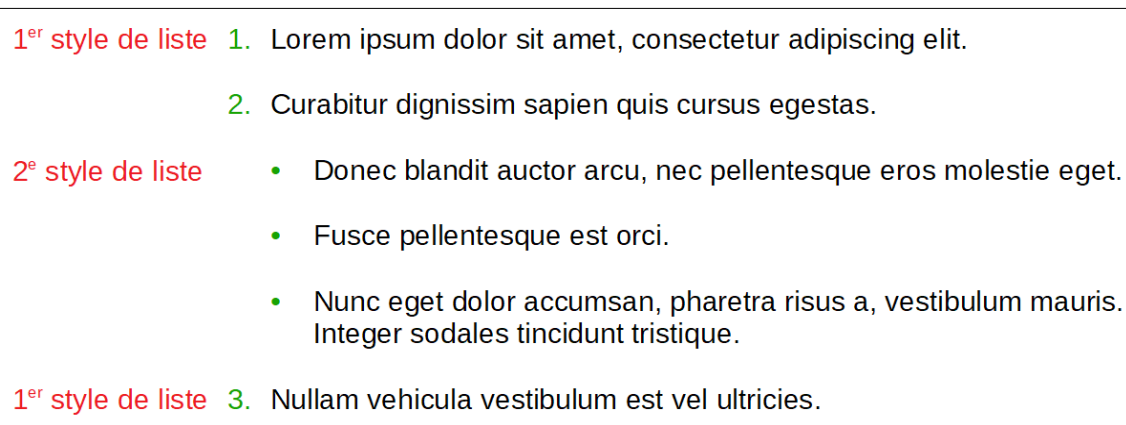 1er style de liste 1. Lorem ipsum dolor sit amet, consectetur adipiscing elit.
2. Curabitur dignissim sapien quis cursus egestas.
2e style de liste • Donec blandit auctor arcu, nec pellentesque eros molestie eget.
• Fusce pellentesque est orci.
• Nunc eget dolor accumsan, pharetra risus a, vestibulum mauris.
Integer sodales tincidunt tristique.
1er style de liste 3. Nullam vehicula vestibulum est vel ultricies.